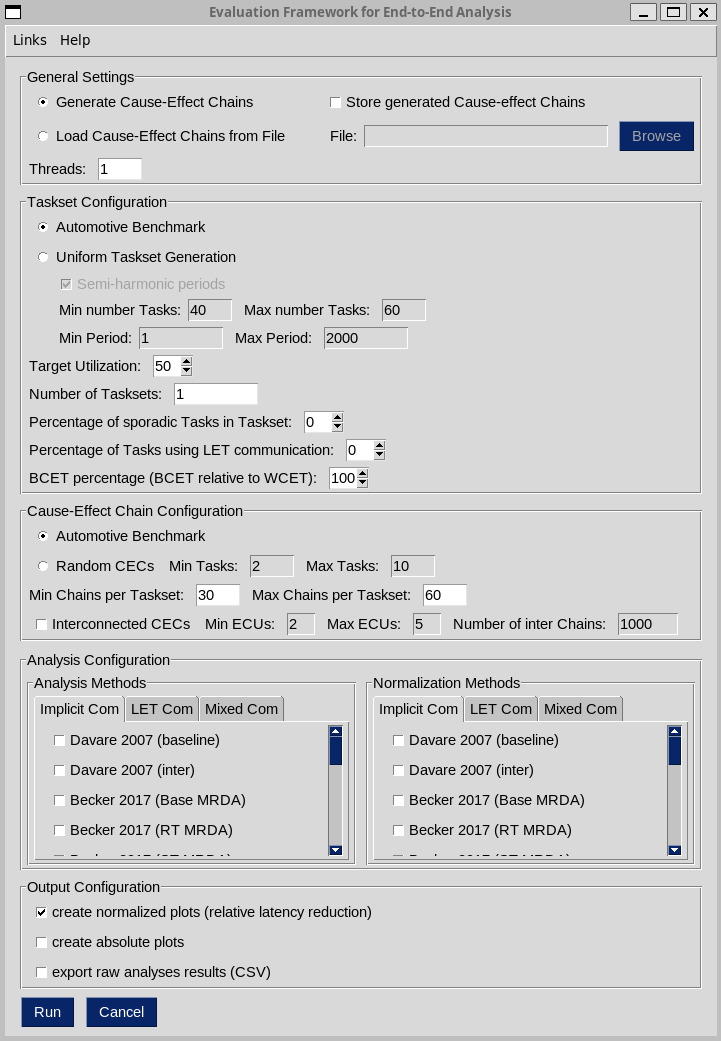 Evaluation Framework for End-to-End Analysis
Links Help
General Settings
Generate Cause-Effect Chains Store generated Cause-effect Chains
Load Cause-Effect Chains from File File: Browse
Threads: 1
Taskset Configuration
Automotive Benchmark
Uniform Taskset Generation
Semi-harmonic periods
Min number Tasks: 40 Max number Tasks: 60
Min Period: 1 Max Period: 2000
Target Utilization: 50
Number of Tasksets: 1
Percentage of sporadic Tasks in Taskset: 0
Percentage of Tasks using LET communication: 0
BCET percentage (BCET relative to WCET): 100
Cause-Effect Chain Configuration
Automotive Benchmark
Random CECs Min Tasks: 2 Max Tasks: 10
Min Chains per Taskset: 30 Max Chains per Taskset: 60
Interconnected CECs Min ECUs: 2 Max ECUs: 5 Number of inter Chains: 1000
Analysis Configuration
Analysis Methods Normalization Methods
Implicit Com LET Com Mixed Com Implicit Com LET Com Mixed Com
Davare 2007 (baseline) Davare 2007 (baseline)
Davare 2007 (inter) Davare 2007 (inter)
Becker 2017 (Base MRDA) Becker 2017 (Base MRDA)
Becker 2017 (RT MRDA) Becker 2017 (RT MRDA)
Output Configuration
create normalized plots (relative latency reduction)
create absolute plots
export raw analyses results (CSV)
Run Cancel